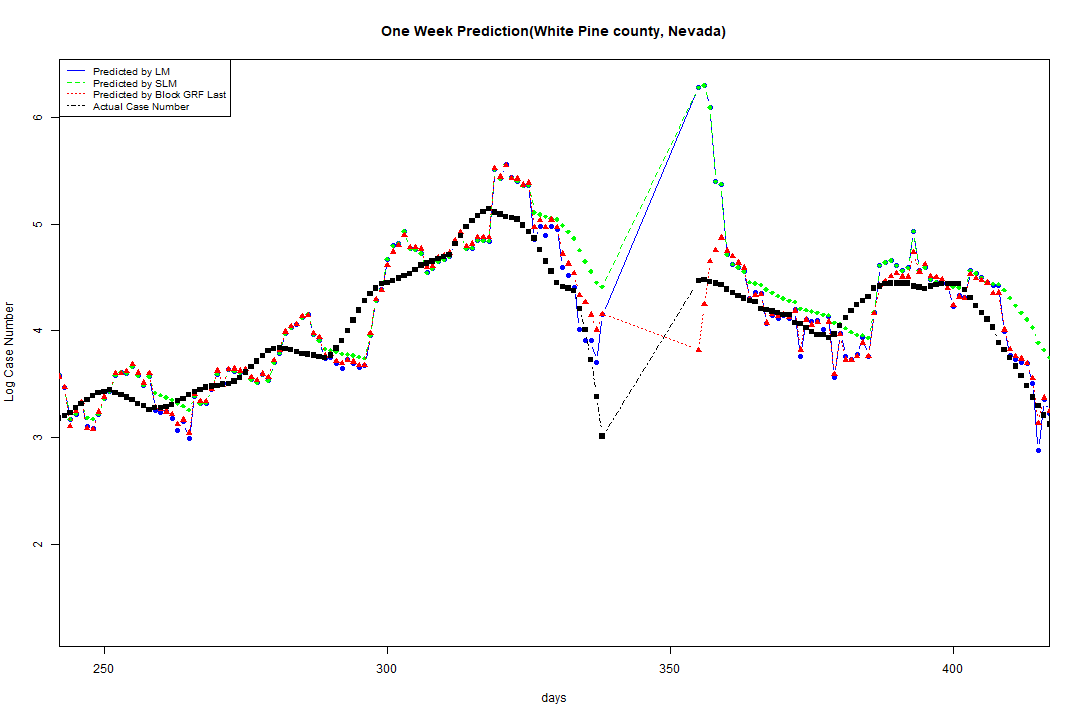 One Week Prediction(White Pine county, Nevada)
Predicted by LM
Predicted by SLM
Predicted by Block GRF Last
Actual Case Number
6
5
4
3
2
Log Case Number
250 300 350 400
days